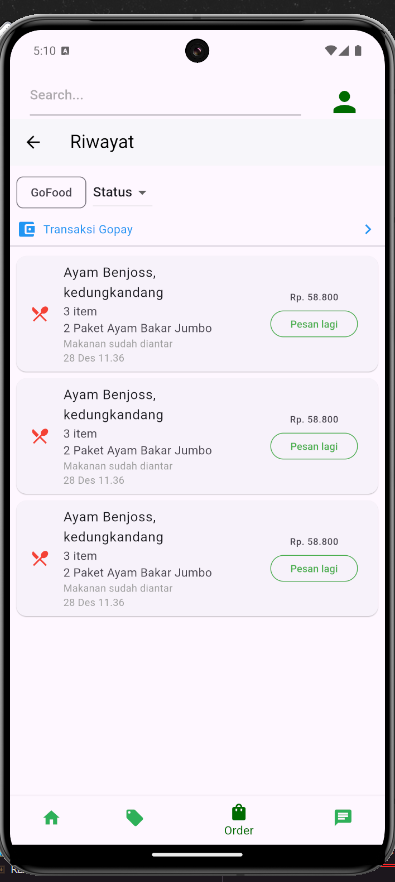 5:10 A
Search...
Riwayat
GoFood
Status
Transaksi Gopay
Ayam Benjoss,
kedungkandang
3 item
2 Paket Ayam Bakar Jumbo
Makanan sudah diantar
28 Des 11.36
Rp. 58.800
Pesan lagi
Ayam Benjoss,
kedungkandang
3 item
2 Paket Ayam Bakar Jumbo
Makanan sudah diantar
28 Des 11.36
Rp. 58.800
Pesan lagi
Ayam Benjoss,
kedungkandang
3 item
2 Paket Ayam Bakar Jumbo
Makanan sudah diantar
28 Des 11.36
Rp. 58.800
Pesan lagi
Order